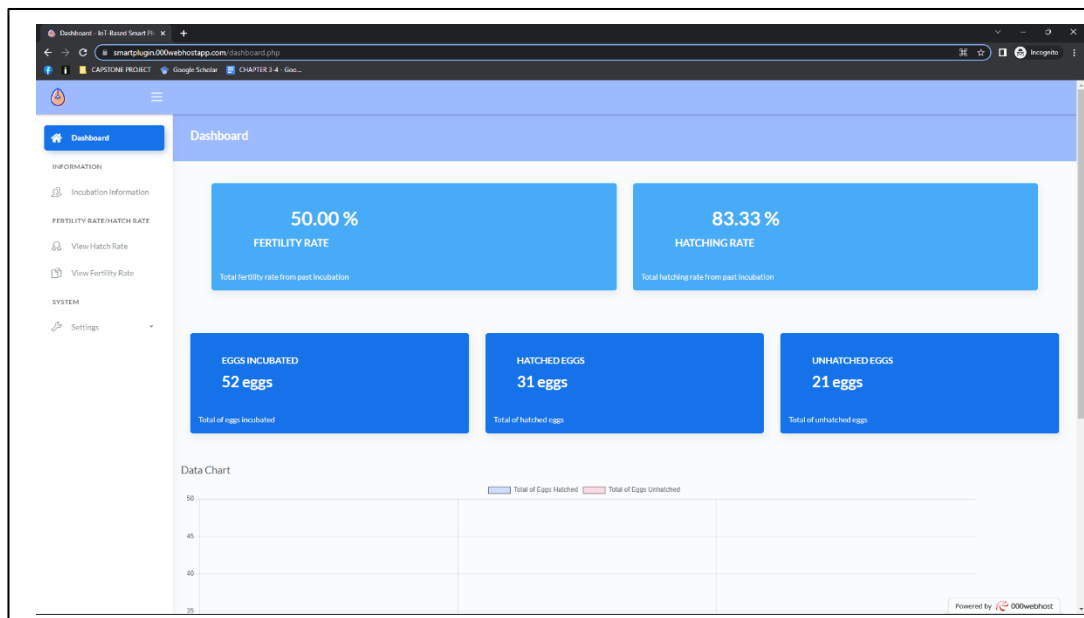 Dashboard - IoT-Based Smart Pl
smartplugin.000webhostapp.com/dashboard.php
Incognito
CAPSTONE PROJECT
Google Scholar
CHAPTER 3-4 - Goo...
Dashboard
INFORMATION
Incubation Information
FERTILITY RATE/HATCH RATE
View Hatch Rate
View Fertility Rate
SYSTEM
Settings
Dashboard
50.00 %
FERTILITY RATE
Total fertility rate from past incubation
83.33 %
HATCHING RATE
Total hatching rate from past incubation
EGGS INCUBATED
52 eggs
Total of eggs incubated
HATCHED EGGS
31 eggs
Total of hatched eggs
UNHATCHED EGGS
21 eggs
Total of unhatched eggs
Data Chart
Total of Eggs Hatched
Total of Eggs Unhatched
50
45
40
35
Powered by 000webhost